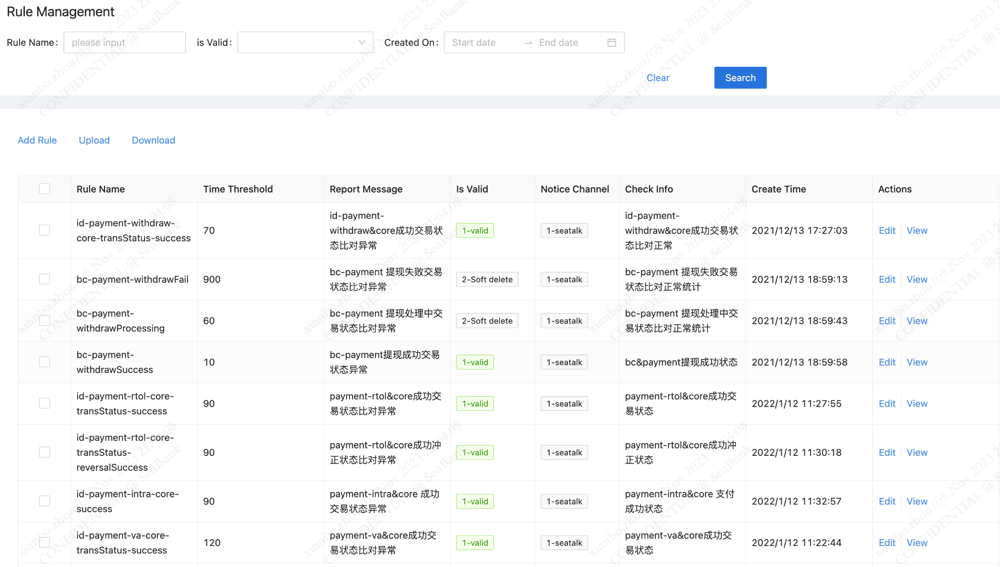 Rule Management
Rule Name: please input is Valid: Created On: Start date → End date
Clear Search
Add Rule Upload Download
Rule Name Time Threshold Report Message Is Valid Notice Channel Check Info Create Time Actions
id-payment-withdraw-
core-transStatus-success
70
id-payment-
withdraw&core成功交易状
态比对异常
1-valid
1-seatalk
id-payment-
withdraw&core成功交易状
态比对正常
2021/12/13 17:27:03
Edit View
bc-payment-withdrawFail
900
bc-payment 提现失败交易
状态比对异常
2-Soft delete
1-seatalk
bc-payment 提现失败交易
状态比对正常统计
2021/12/13 18:59:13
Edit View
bc-payment-
withdrawProcessing
60
bc-payment 提现处理中交
易状态比对异常
2-Soft delete
1-seatalk
bc-payment 提现处理中交
易状态比对正常统计
2021/12/13 18:59:43
Edit View
bc-payment-
withdrawSuccess
10
bc-payment提现成功交易
状态异常
1-valid
1-seatalk
bc&payment提现成功状态
2021/12/13 18:59:58
Edit View
id-payment-rtol-core-
transStatus-success
90
payment-rtol&core成功交
易状态比对异常
1-valid
1-seatalk
payment-rtol&core成功交
易状态
2022/1/12 11:27:55
Edit View
id-payment-rtol-core-
transStatus-
reversalSuccess
90
payment-rtol&core成功冲
正状态比对异常
1-valid
1-seatalk
payment-rtol&core成功冲
正状态
2022/1/12 11:30:18
Edit View
id-payment-intra-core-
success
90
payment-intra&core 成功
交易状态异常
1-valid
1-seatalk
payment-intra&core 支付
成功状态
2022/1/12 11:32:57
Edit View
id-payment-va-core-
transStatus-success
120
payment-va&core成功交
易状态比对异常
1-valid
1-seatalk
payment-va&core成功交
易状态
2022/1/12 11:22:44
Edit View
xianbo.zhou/05 Nov 2023 21:04:08
CONFIDENTIAL @ SeaBank